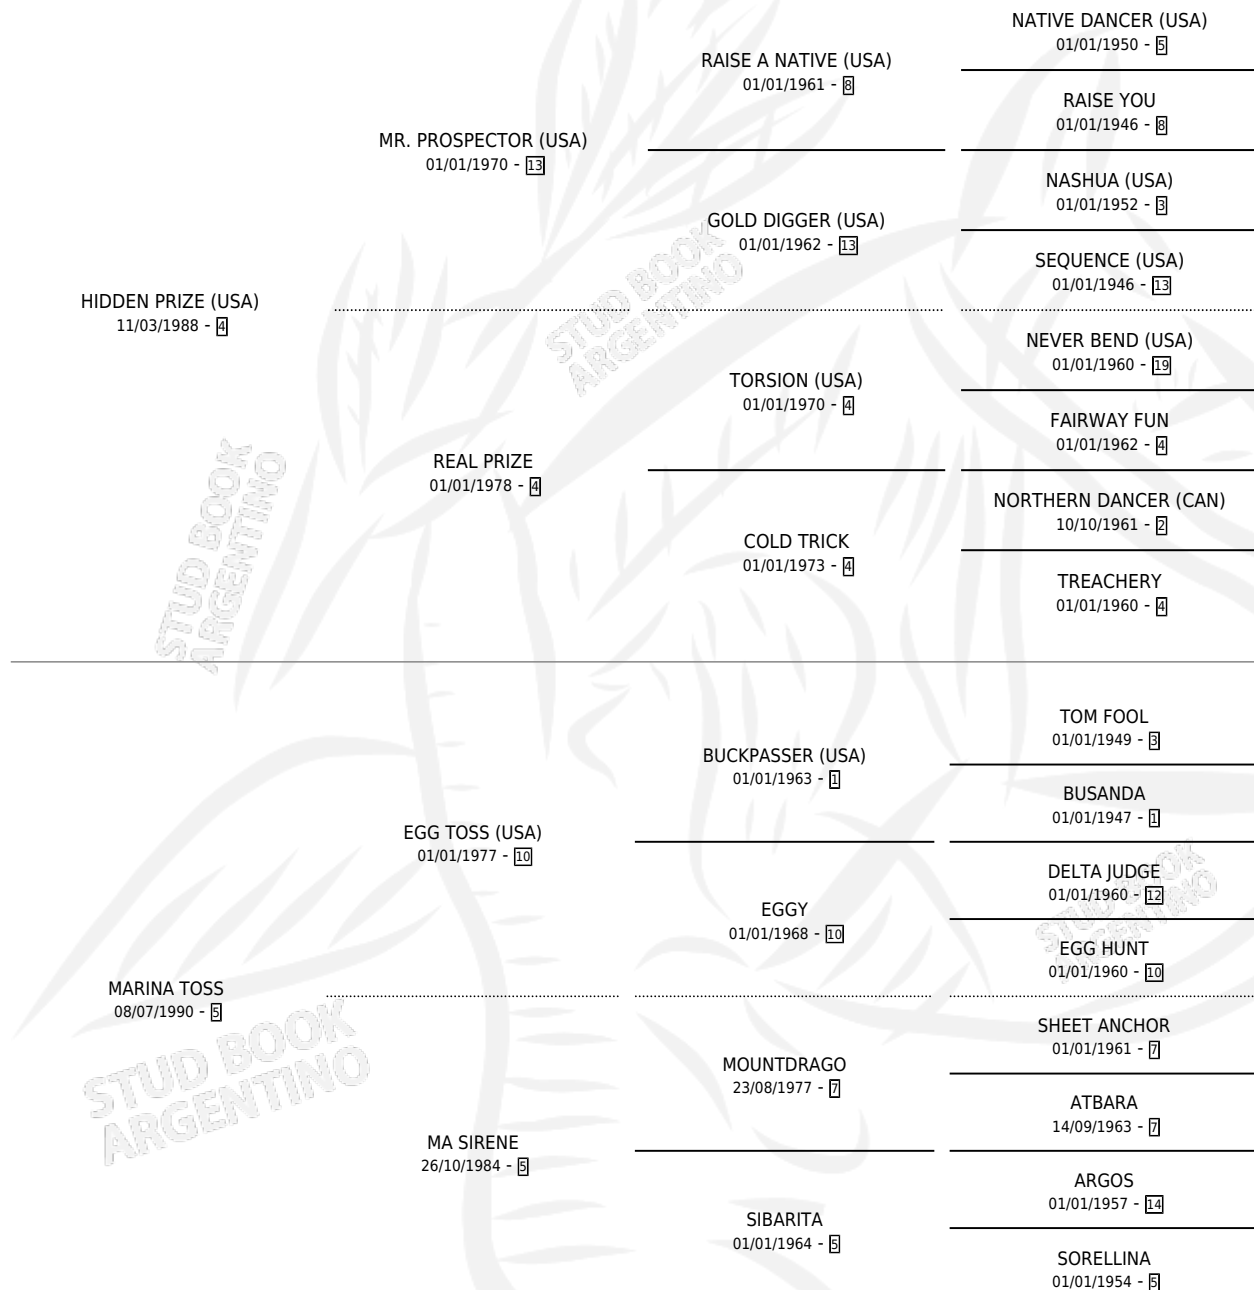 NATIVE DANCER (USA)
01/01/1950 - 5
RAISE A NATIVE (USA)
01/01/1961 - 8
RAISE YOU
01/01/1946 - 8
MR. PROSPECTOR (USA)
01/01/1970 - 13
NASHUA (USA)
01/01/1952 - 3
GOLD DIGGER (USA)
01/01/1962 - 13
SEQUENCE (USA)
01/01/1946 - 13
HIDDEN PRIZE (USA)
11/03/1988 - 4
STUD BOOK
ARGENTINO
NEVER BEND (USA)
01/01/1960 - 19
TORSION (USA)
01/01/1970 - 4
FAIRWAY FUN
01/01/1962 - 4
REAL PRIZE
01/01/1978 - 4
NORTHERN DANCER (CAN)
10/10/1961 - 2
COLD TRICK
01/01/1973 - 4
TREACHERY
01/01/1960 - 4
STUD BOOK
ARGENTINO
TOM FOOL
01/01/1949 - 3
BUCKPASSER (USA)
01/01/1963 - 1
BUSANDA
01/01/1947 - 1
EGG TOSS (USA)
01/01/1977 - 10
DELTA JUDGE
01/01/1960 - 12
EGGY
01/01/1968 - 10
STUD BOOK
ARGENTINO
EGG HUNT
01/01/1960 - 10
MARINA TOSS
08/07/1990 - 5
STUD BOOK
ARGENTINO
SHEET ANCHOR
01/01/1961 - 7
MOUNTDRAGO
23/08/1977 - 7
ATBARA
14/09/1963 - 7
MA SIRENE
26/10/1984 - 5
ARGOS
01/01/1957 - 14
SIBARITA
01/01/1964 - 5
SORELLINA
01/01/1954 - 5